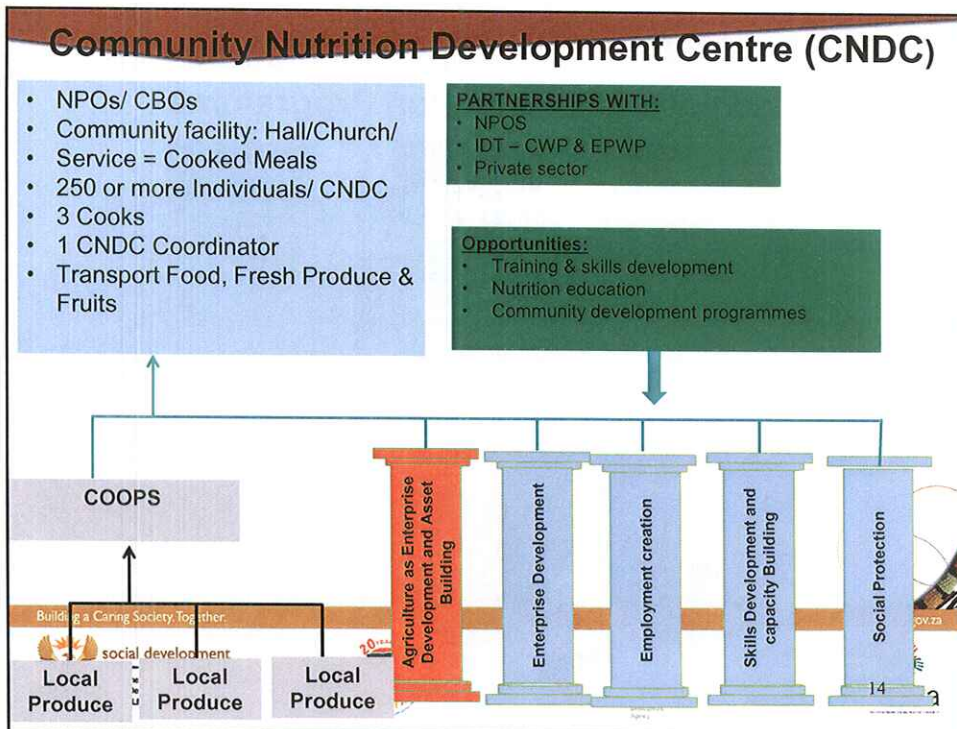 Community Nutrition Development Centre (CNDC)
• NPOs/ CBOs
• Community facility: Hall/Church/
• Service = Cooked Meals
• 250 or more Individuals/ CNDC
• 3 Cooks
• 1 CNDC Coordinator
• Transport Food, Fresh Produce &
Fruits
PARTNERSHIPS WITH:
• NPOS
• IDT – CWP & EPWP
• Private sector
Opportunities:
• Training & skills development
• Nutrition education
• Community development programmes
COOPS
Agriculture as Enterprise
Development and Asset
Building
Enterprise Development
Employment creation
Skills Development and
capacity Building
Social Protection
Building a Caring Society. Together.
gov.za
social development
20 YEA
Local
Produce
Local
Produce
Local
Produce
14
a